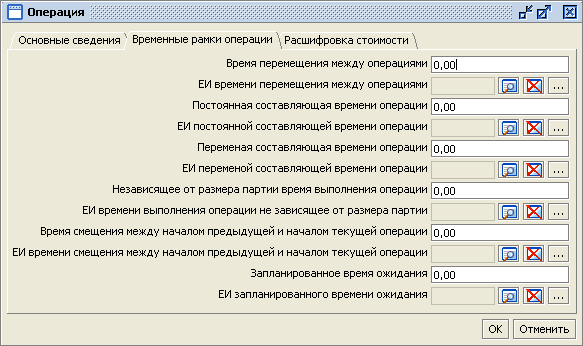 Операция
Основные сведения Временные рамки операции Расшифровка стоимости
Время перемещения между операциями 0,00
ЕИ времени перемещения между операциями ...
Постоянная составляющая времени операции 0,00
ЕИ постоянной составляющей времени операции ...
Переменая составляющая времени операции 0,00
ЕИ переменой составляющей времени операции ...
Независящее от размера партии время выполнения операции 0,00
ЕИ времени выполнения операции не зависящее от размера партии ...
Время смещения между началом предыдущей и началом текущей операции 0,00
ЕИ времени смещения между началом предыдущей и началом текущей операции ...
Запланированное время ожидания 0,00
ЕИ запланированного времени ожидания ...
OK Отменить